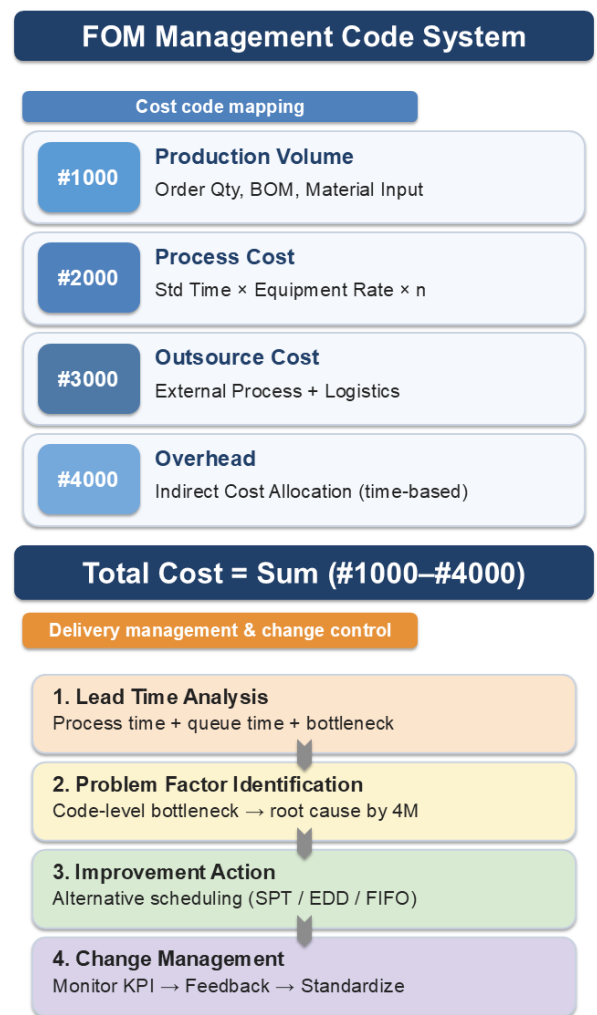 FOM Management Code System
Cost code mapping
#1000
Production Volume
Order Qty, BOM, Material Input
#2000
Process Cost
Std Time × Equipment Rate × n
#3000
Outsource Cost
External Process + Logistics
#4000
Overhead
Indirect Cost Allocation (time-based)
Total Cost = Sum (#1000–#4000)
Delivery management & change control
1. Lead Time Analysis
Process time + queue time + bottleneck
2. Problem Factor Identification
Code-level bottleneck → root cause by 4M
3. Improvement Action
Alternative scheduling (SPT / EDD / FIFO)
4. Change Management
Monitor KPI → Feedback → Standardize